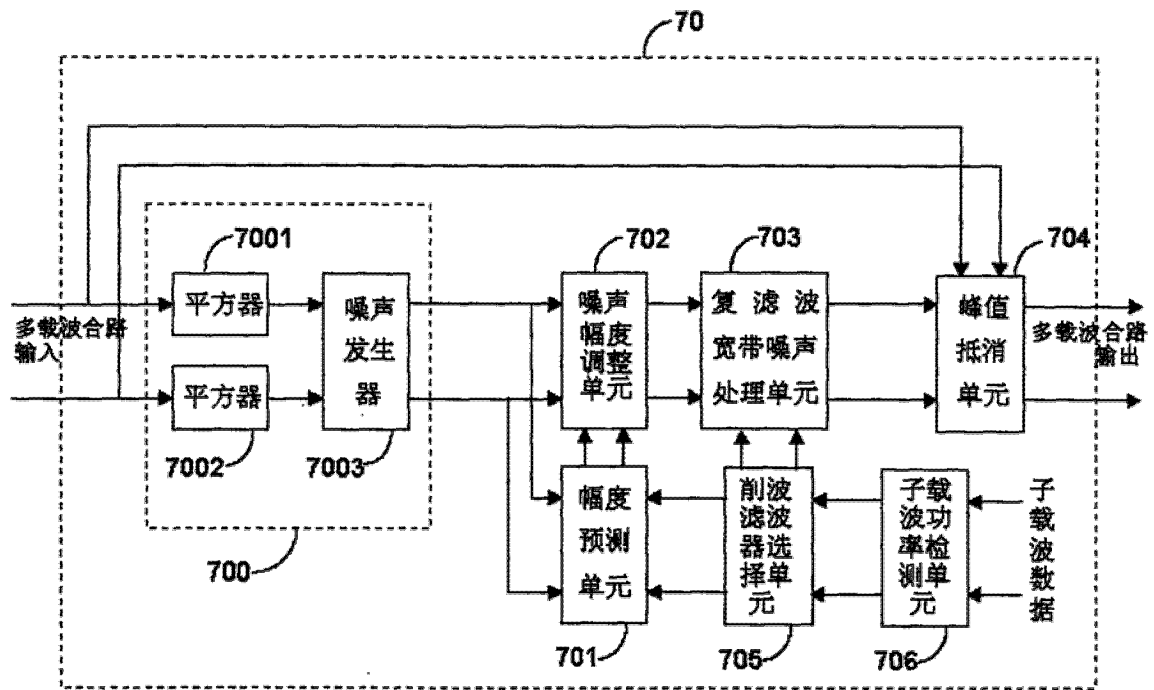 70
7001
平方器
7002
平方器
7003
噪声
发生
器
700
多载波合路
输入
702
噪声
幅度
调整
单元
703
复滤波
宽带噪声
处理单元
704
峰值
抵消
单元
多载波合路
输出
幅度
预测
单元
701
削波
滤波
器选
择单
元
705
子载
波功
率检
测单
元
706
子
载
波
数
据